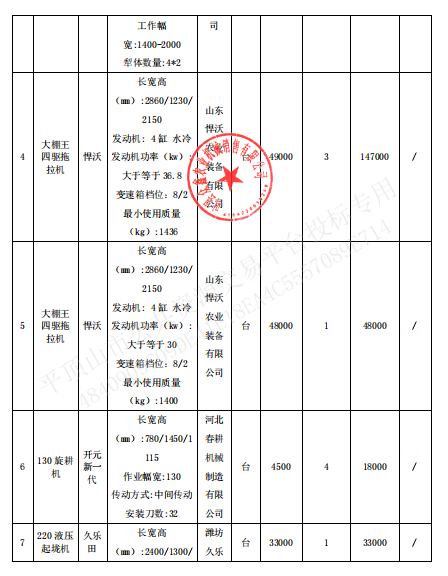 工作幅
宽:1400-2000
犁体数量:4*2
司
4
大棚王
四驱拖
拉机
悍沃
长宽高
（mm）:2860/1230/
2150
发动机: 4缸 水冷
发动机功率（kw）:
大于等于36.8
变速箱档位: 8/2
最小使用质量
（kg）:1436
山东
悍沃
农业
装备
有限
公司
台
49000
3
147000
/
5
大棚王
四驱拖
拉机
悍沃
长宽高
（mm）:2860/1230/
2150
发动机: 4缸 水冷
发动机功率（kw）:
大于等于30
变速箱档位: 8/2
最小使用质量
（kg）:1400
山东
悍沃
农业
装备
有限
公司
台
48000
1
48000
/
6
130旋耕
机
开元
新一
代
长宽高
（mm）:780/1450/1
115
作业幅宽:130
传动方式:中间传动
安装刀数:32
河北
春耕
机械
制造
有限
公司
台
4500
4
18000
/
7
220液压
起垅机
久乐
田
长宽高
（mm）:2400/1300/
潍坊
久乐
台
33000
1
33000
/